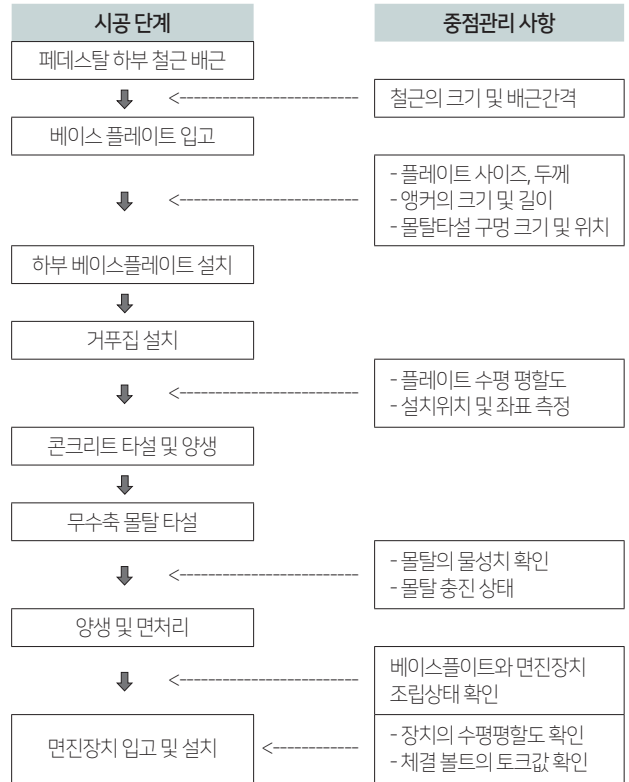 시공 단계
중점관리 사항
페데스탈 하부 철근 배근
철근의 크기 및 배근간격
베이스 플레이트 입고
- 플레이트 사이즈, 두께
- 앵커의 크기 및 길이
- 몰탈타설 구멍 크기 및 위치
하부 베이스플레이트 설치
거푸집 설치
- 플레이트 수평 평할도
- 설치위치 및 좌표 측정
콘크리트 타설 및 양생
무수축 몰탈 타설
- 몰탈의 물성치 확인
- 몰탈 충진 상태
양생 및 면처리
베이스플이트와 면진장치
조립상태 확인
면진장치 입고 및 설치
- 장치의 수평평할도 확인
- 체결 볼트의 토크값 확인